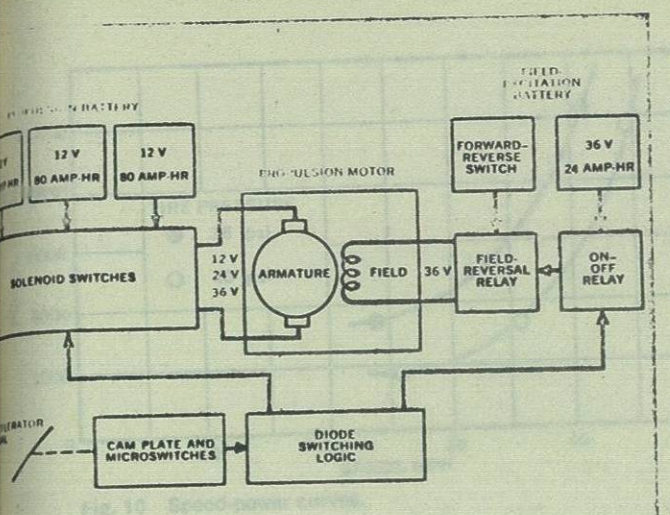 FIELD-
EXCITATION
BATTERY
BATTERY
12 V
80 AMP-HR
12 V
80 AMP-HR
FORWARD-
REVERSE
SWITCH
36 V
24 AMP-HR
PROPULSION MOTOR
SOLENOID SWITCHES
12 V
24 V
36 V
ARMATURE
FIELD
36 V
FIELD-
REVERSAL
RELAY
ON-
OFF
RELAY
CAM PLATE AND
MICROSWITCHES
DIODE
SWITCHING
LOGIC
Fig. 10 Speed-power curves